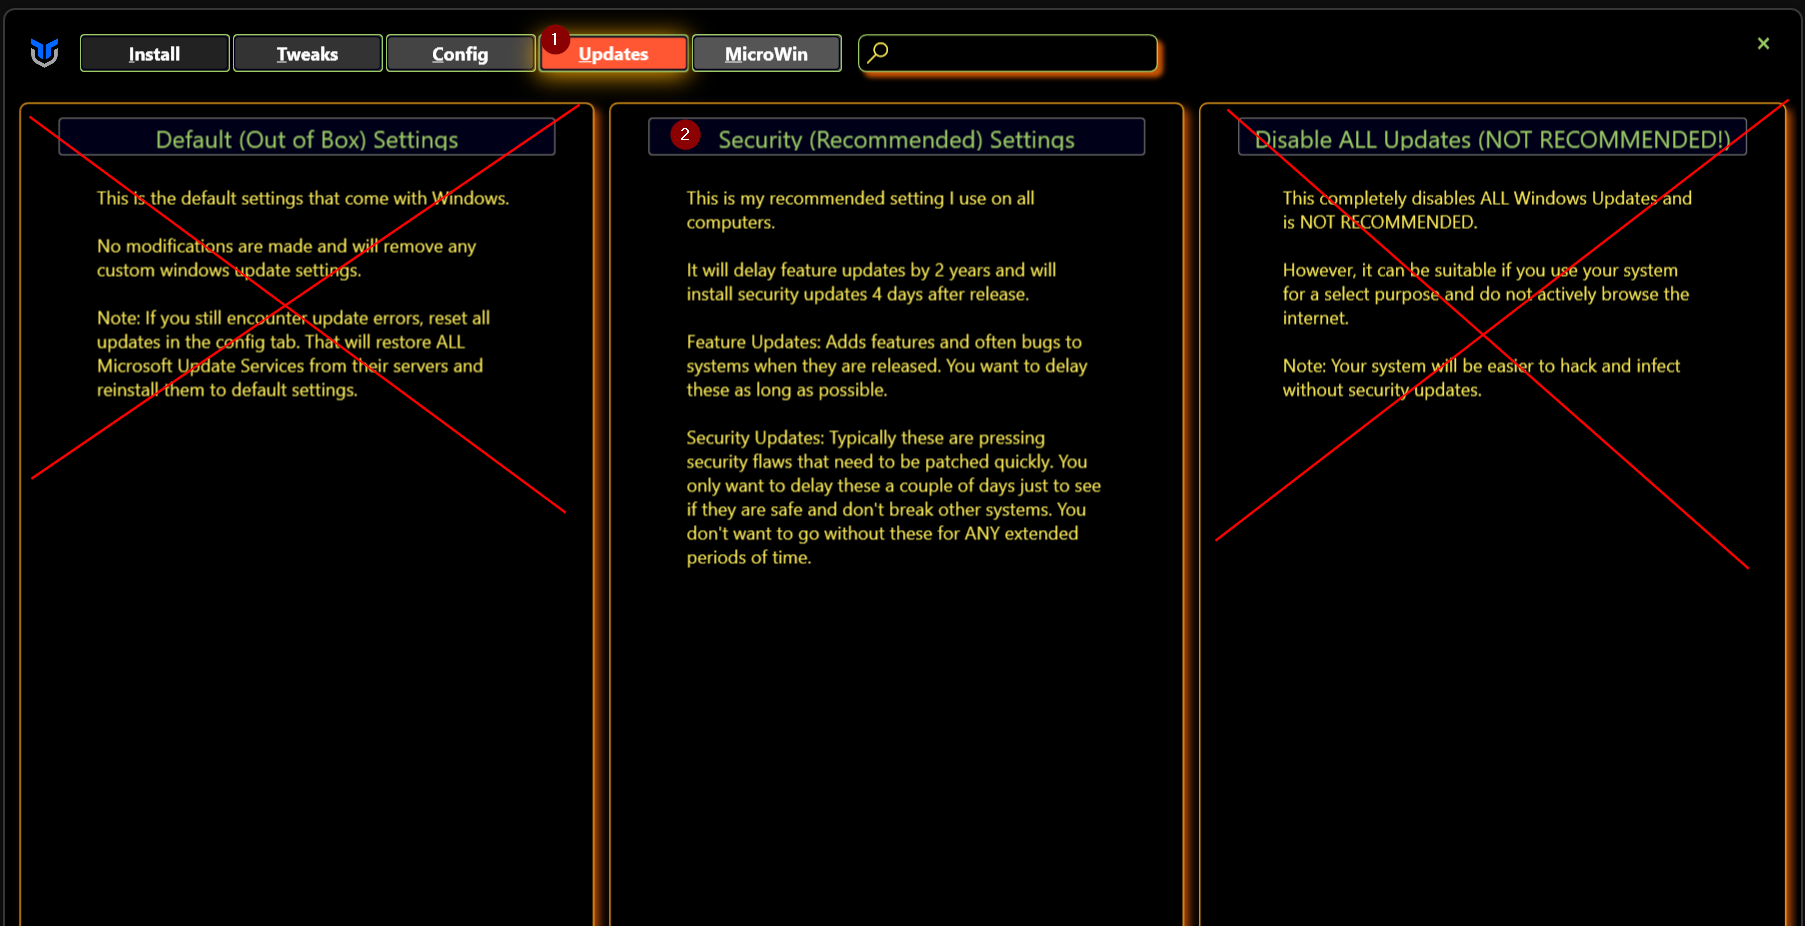 Install
Tweaks
Config
1
Updates
MicroWin
×
Default (Out of Box) Settings
This is the default settings that come with Windows.
No modifications are made and will remove any
custom windows update settings.
Note: If you still encounter update errors, reset all
updates in the config tab. That will restore ALL
Microsoft Update Services from their servers and
reinstall them to default settings.
2
Security (Recommended) Settings
This is my recommended setting I use on all
computers.
It will delay feature updates by 2 years and will
install security updates 4 days after release.
Feature Updates: Adds features and often bugs to
systems when they are released. You want to delay
these as long as possible.
Security Updates: Typically these are pressing
security flaws that need to be patched quickly. You
only want to delay these a couple of days just to see
if they are safe and don't break other systems. You
don't want to go without these for ANY extended
periods of time.
Disable ALL Updates (NOT RECOMMENDED!)
This completely disables ALL Windows Updates and
is NOT RECOMMENDED.
However, it can be suitable if you use your system
for a select purpose and do not actively browse the
internet.
Note: Your system will be easier to hack and infect
without security updates.